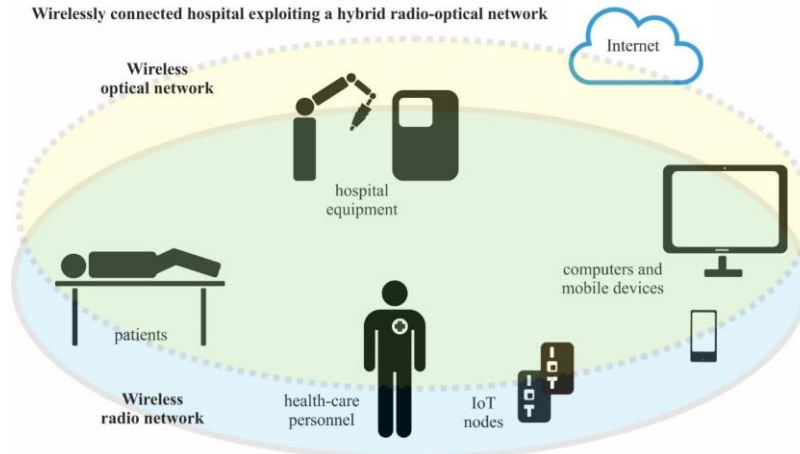 Wirelessly connected hospital exploiting a hybrid radio-optical network
Internet
Wireless
optical network
hospital
equipment
computers and
mobile devices
patients
Wireless
radio network
health-care
personnel
IoT
nodes
IOT
IOT